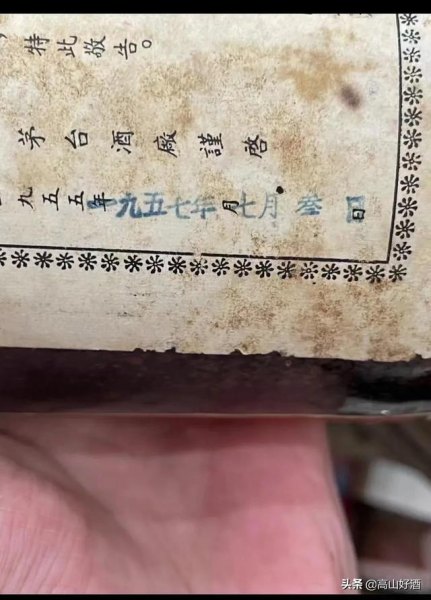 特此敬告。
茅台酒廠謹啓
九五五年 一九五七年 月 七月 叁 日
头条 @高山好酒